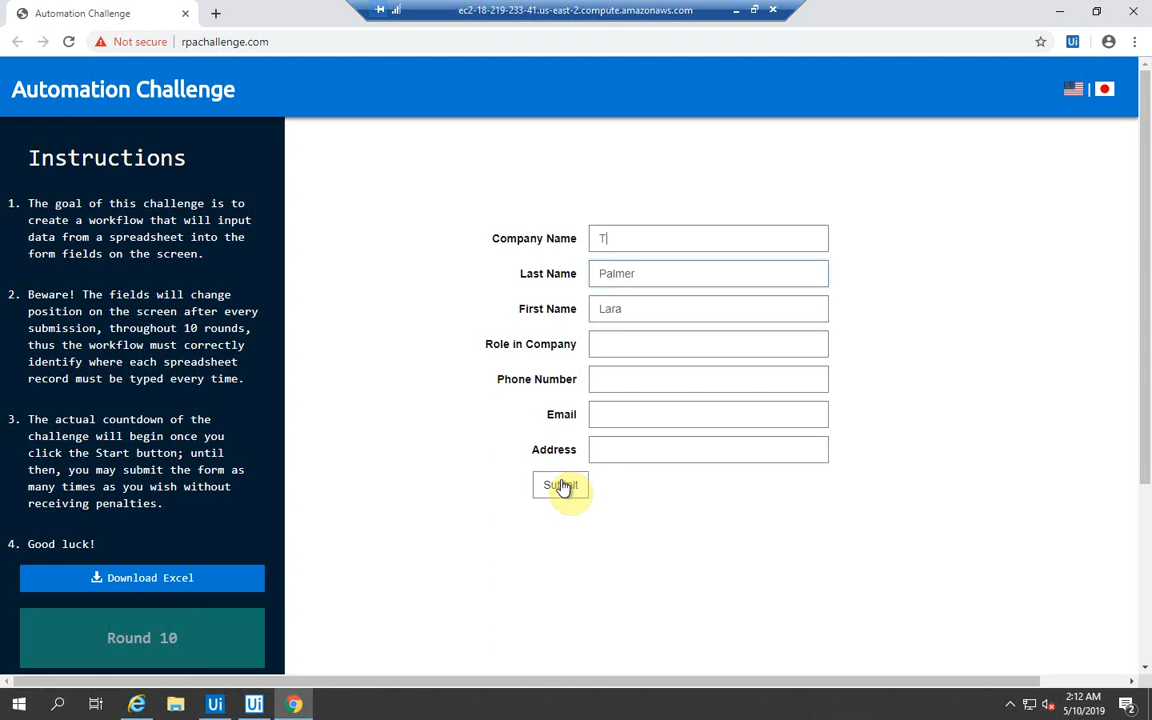 Automation Challenge
ec2-18-219-233-41.us-east-2.compute.amazonaws.com
Not secure
rpachallenge.com
Ui
Automation Challenge
Instructions
1. The goal of this challenge is to
create a workflow that will input
data from a spreadsheet into the
form fields on the screen.
2. Beware! The fields will change
position on the screen after every
submission, throughout 10 rounds,
thus the workflow must correctly
identify where each spreadsheet
record must be typed every time.
3. The actual countdown of the
challenge will begin once you
click the Start button; until
then, you may submit the form as
many times as you wish without
receiving penalties.
4. Good luck!
Download Excel
Round 10
Company Name T
Last Name Palmer
First Name Lara
Role in Company
Phone Number
Email
Address
Submit
Ui
Ui
2:12 AM
5/10/2019
2